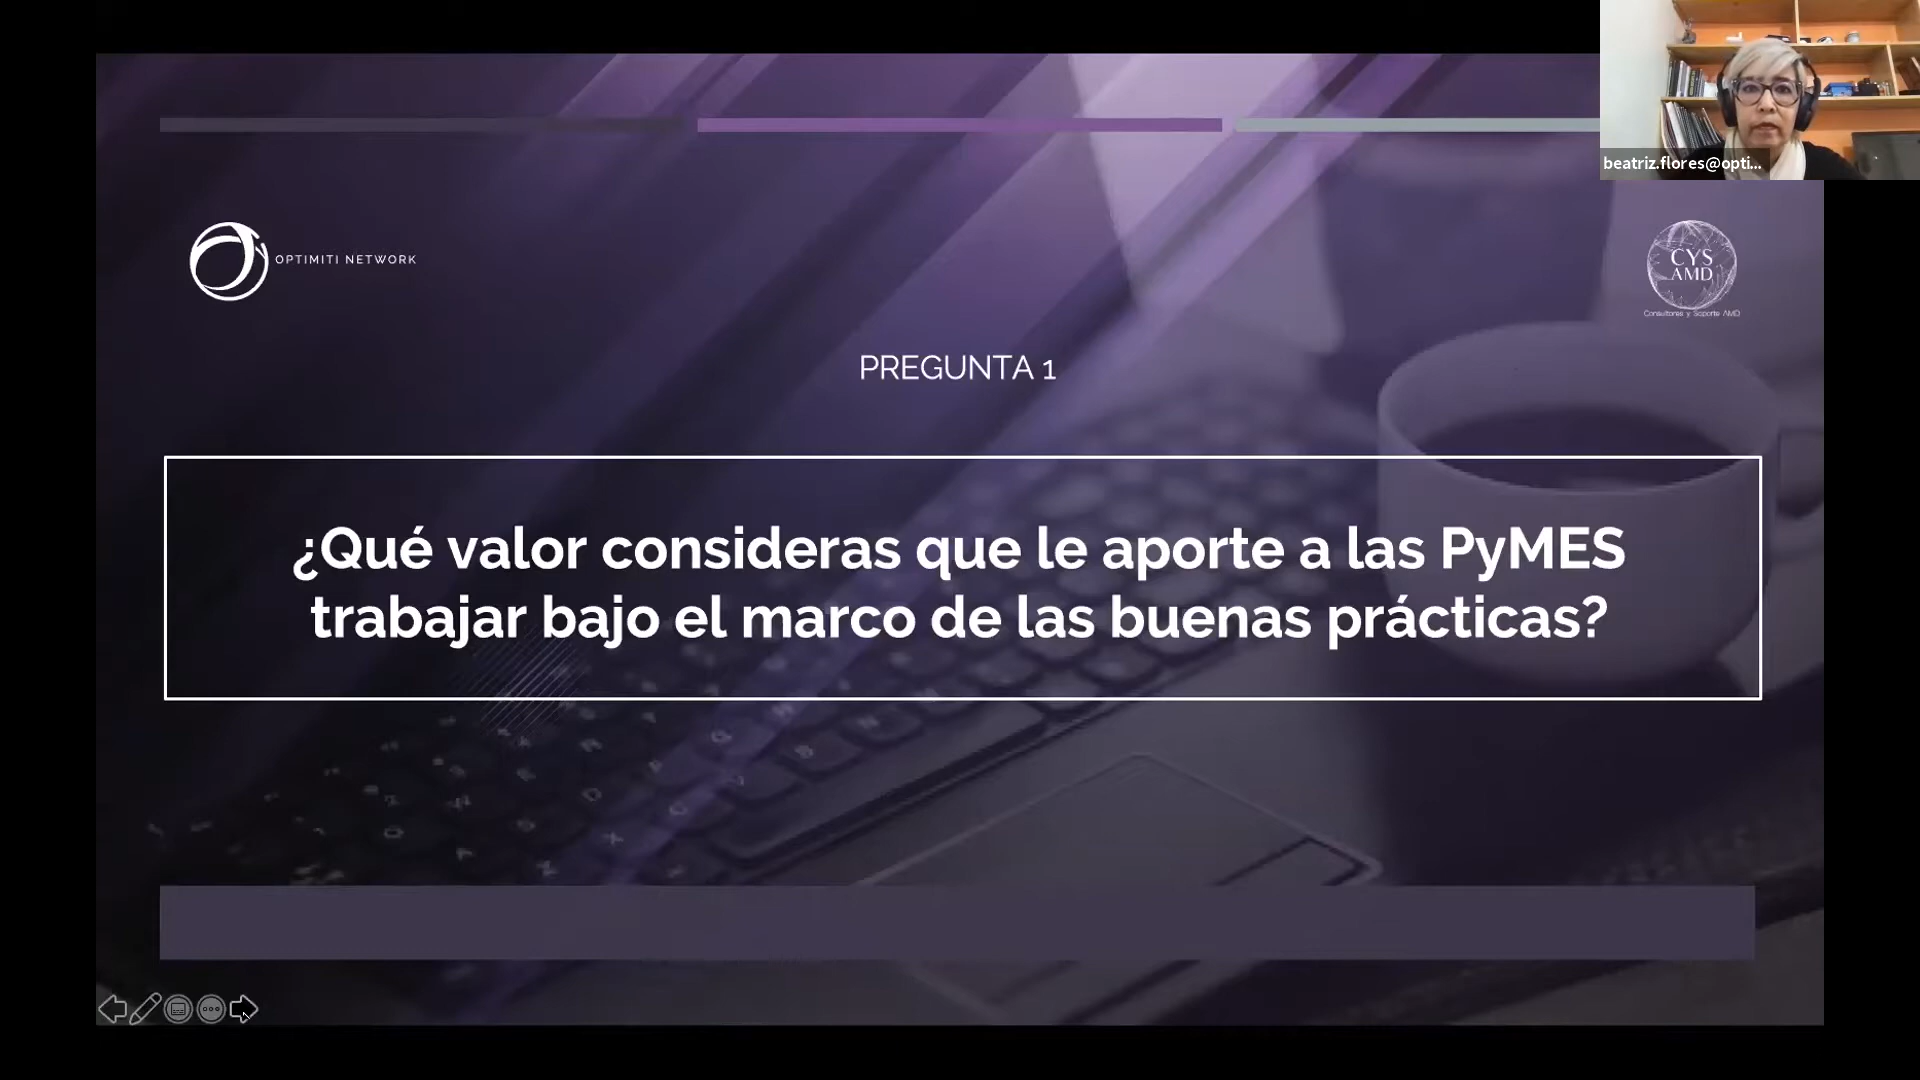 beatriz.flores@opti...
OPTIMITI NETWORK
CYS
AMD
Consultores y Soporte AMD
PREGUNTA 1
¿Qué valor consideras que le aporte a las PyMES
trabajar bajo el marco de las buenas prácticas?